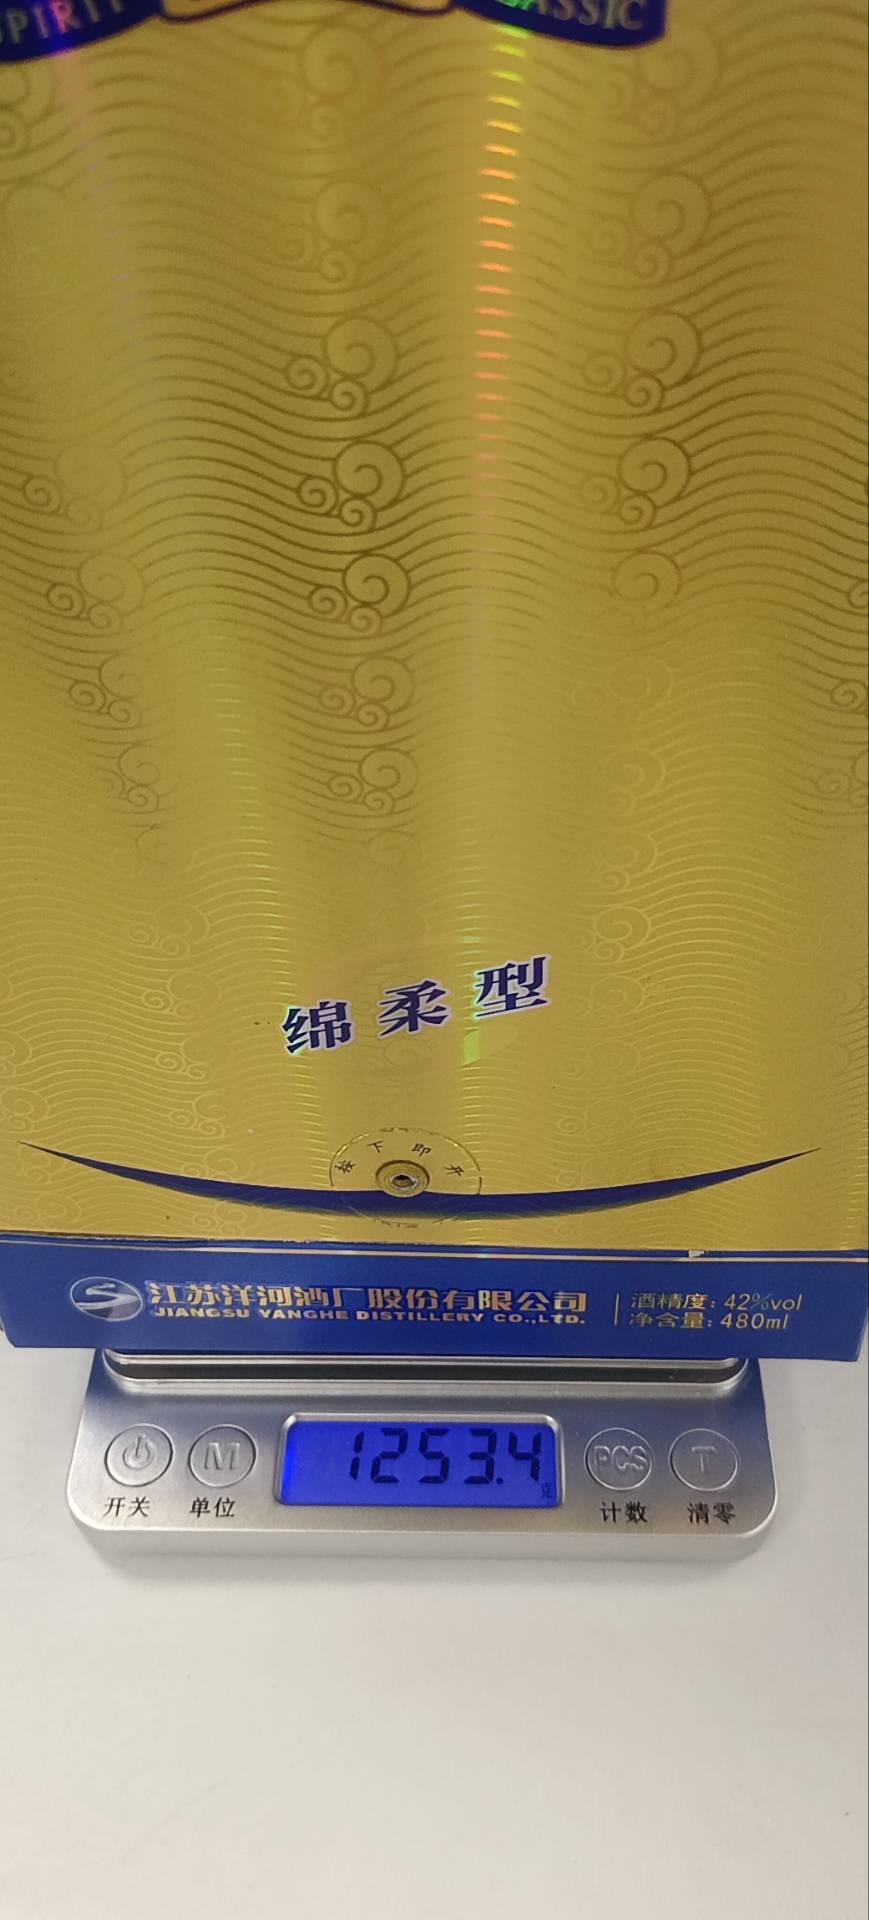 SPIRIT
CLASSIC
绵柔型
按下即开
江苏洋河酒厂股份有限公司
JIANGSU YANGHE DISTILLERY CO.,LTD.
酒精度: 42%vol
净含量: 480ml
1253.4
克
M
PCS
T
开关
单位
计数
清零